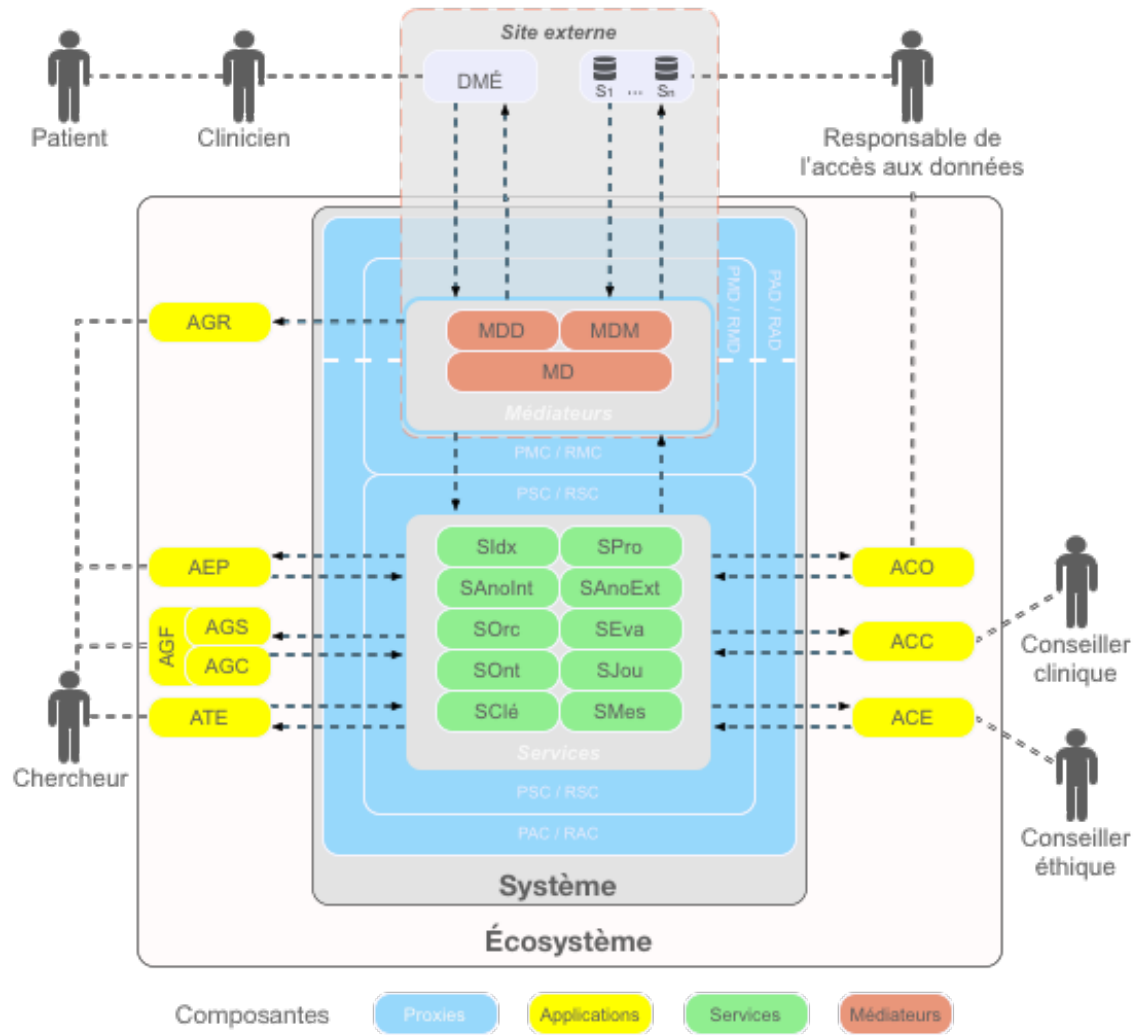 Site externe
DMÉ
S1 ... Sn
Patient
Clinicien
Responsable de
l'accès aux données
PMD / RMD
PAD / RAD
AGR
MDD
MDM
MD
Médiateurs
PMC / RMC
PSC / RSC
SIdx
SPro
AEP
ACO
SAnoInt
SAnoExt
AGF
AGS
SOrc
SEva
ACC
AGC
SOnt
SJou
Conseiller
clinique
ATE
SClé
SMes
ACE
Services
Chercheur
PSC / RSC
PAC / RAC
Conseiller
éthique
Système
Écosystème
Composantes
Proxies
Applications
Services
Médiateurs